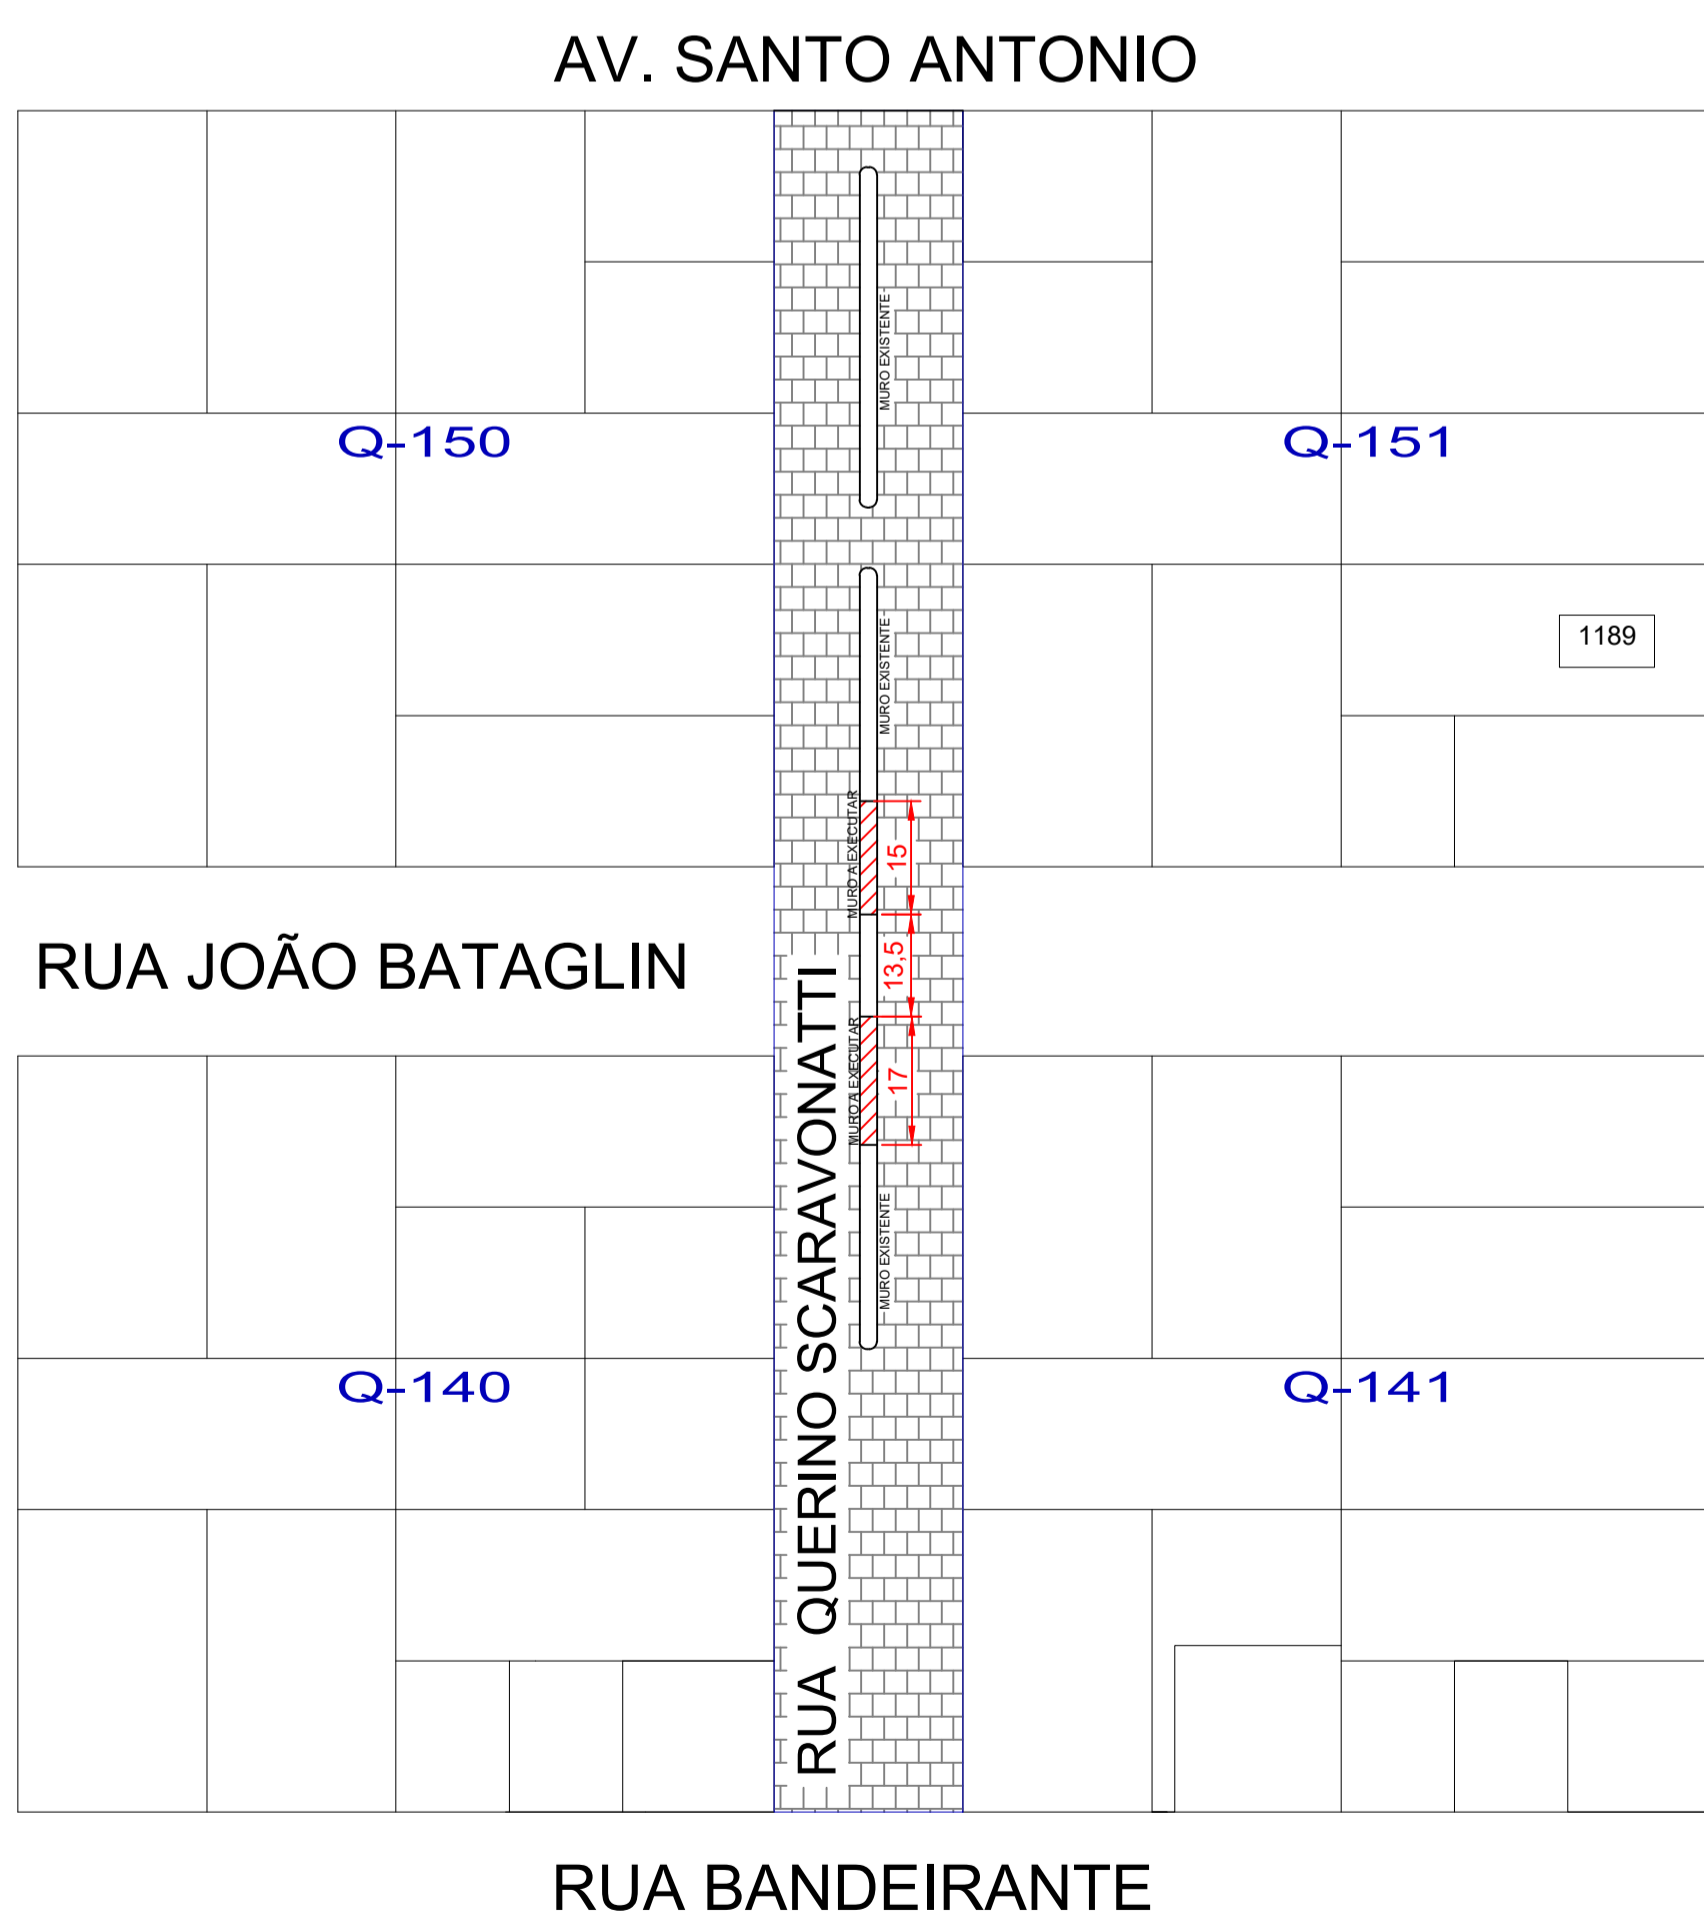 AV. SANTO ANTONIO
MURO EXISTENTE
Q-150
Q-151
MURO EXISTENTE
1189
MURO A EXECUTAR
15
RUA JOÃO BATAGLIN
13,5
MURO A EXECUTAR
17
RUA QUERINO SCARAVONATTI
MURO EXISTENTE
Q-140
Q-141
RUA BANDEIRANTE